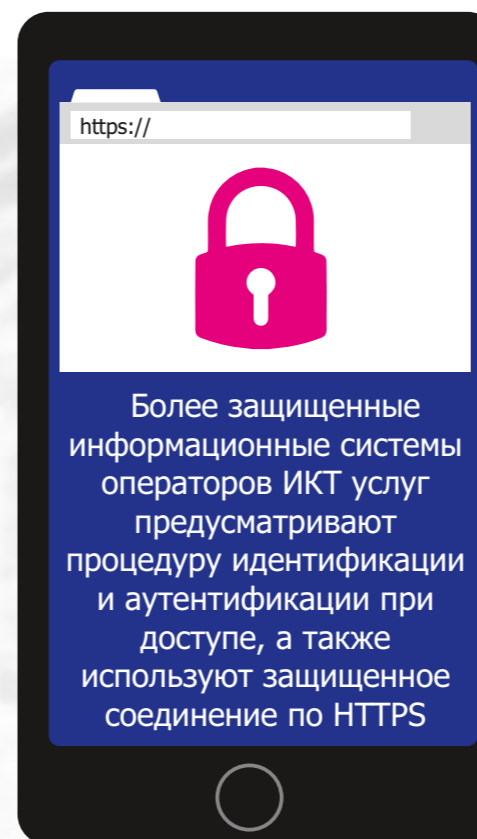 https://
Более защищенные
информационные системы
операторов ИКТ услуг
предусматривают
процедуру идентификации
и аутентификации при
доступе, а также
используют защищенное
соединение по HTTPS